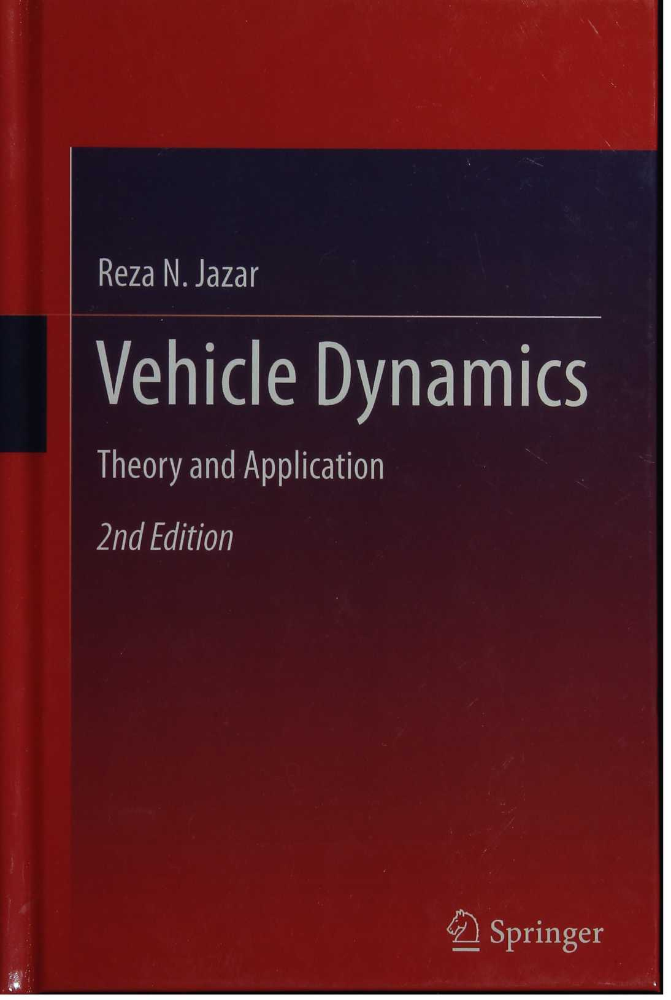 Reza N. Jazar
Vehicle Dynamics
Theory and Application
2nd Edition
Springer